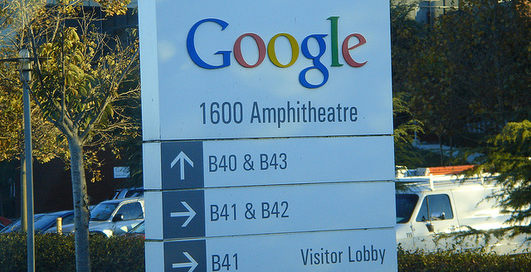 Google
1600 Amphitheatre
B40 & B43
B41 & B42
B41 Visitor Lobby